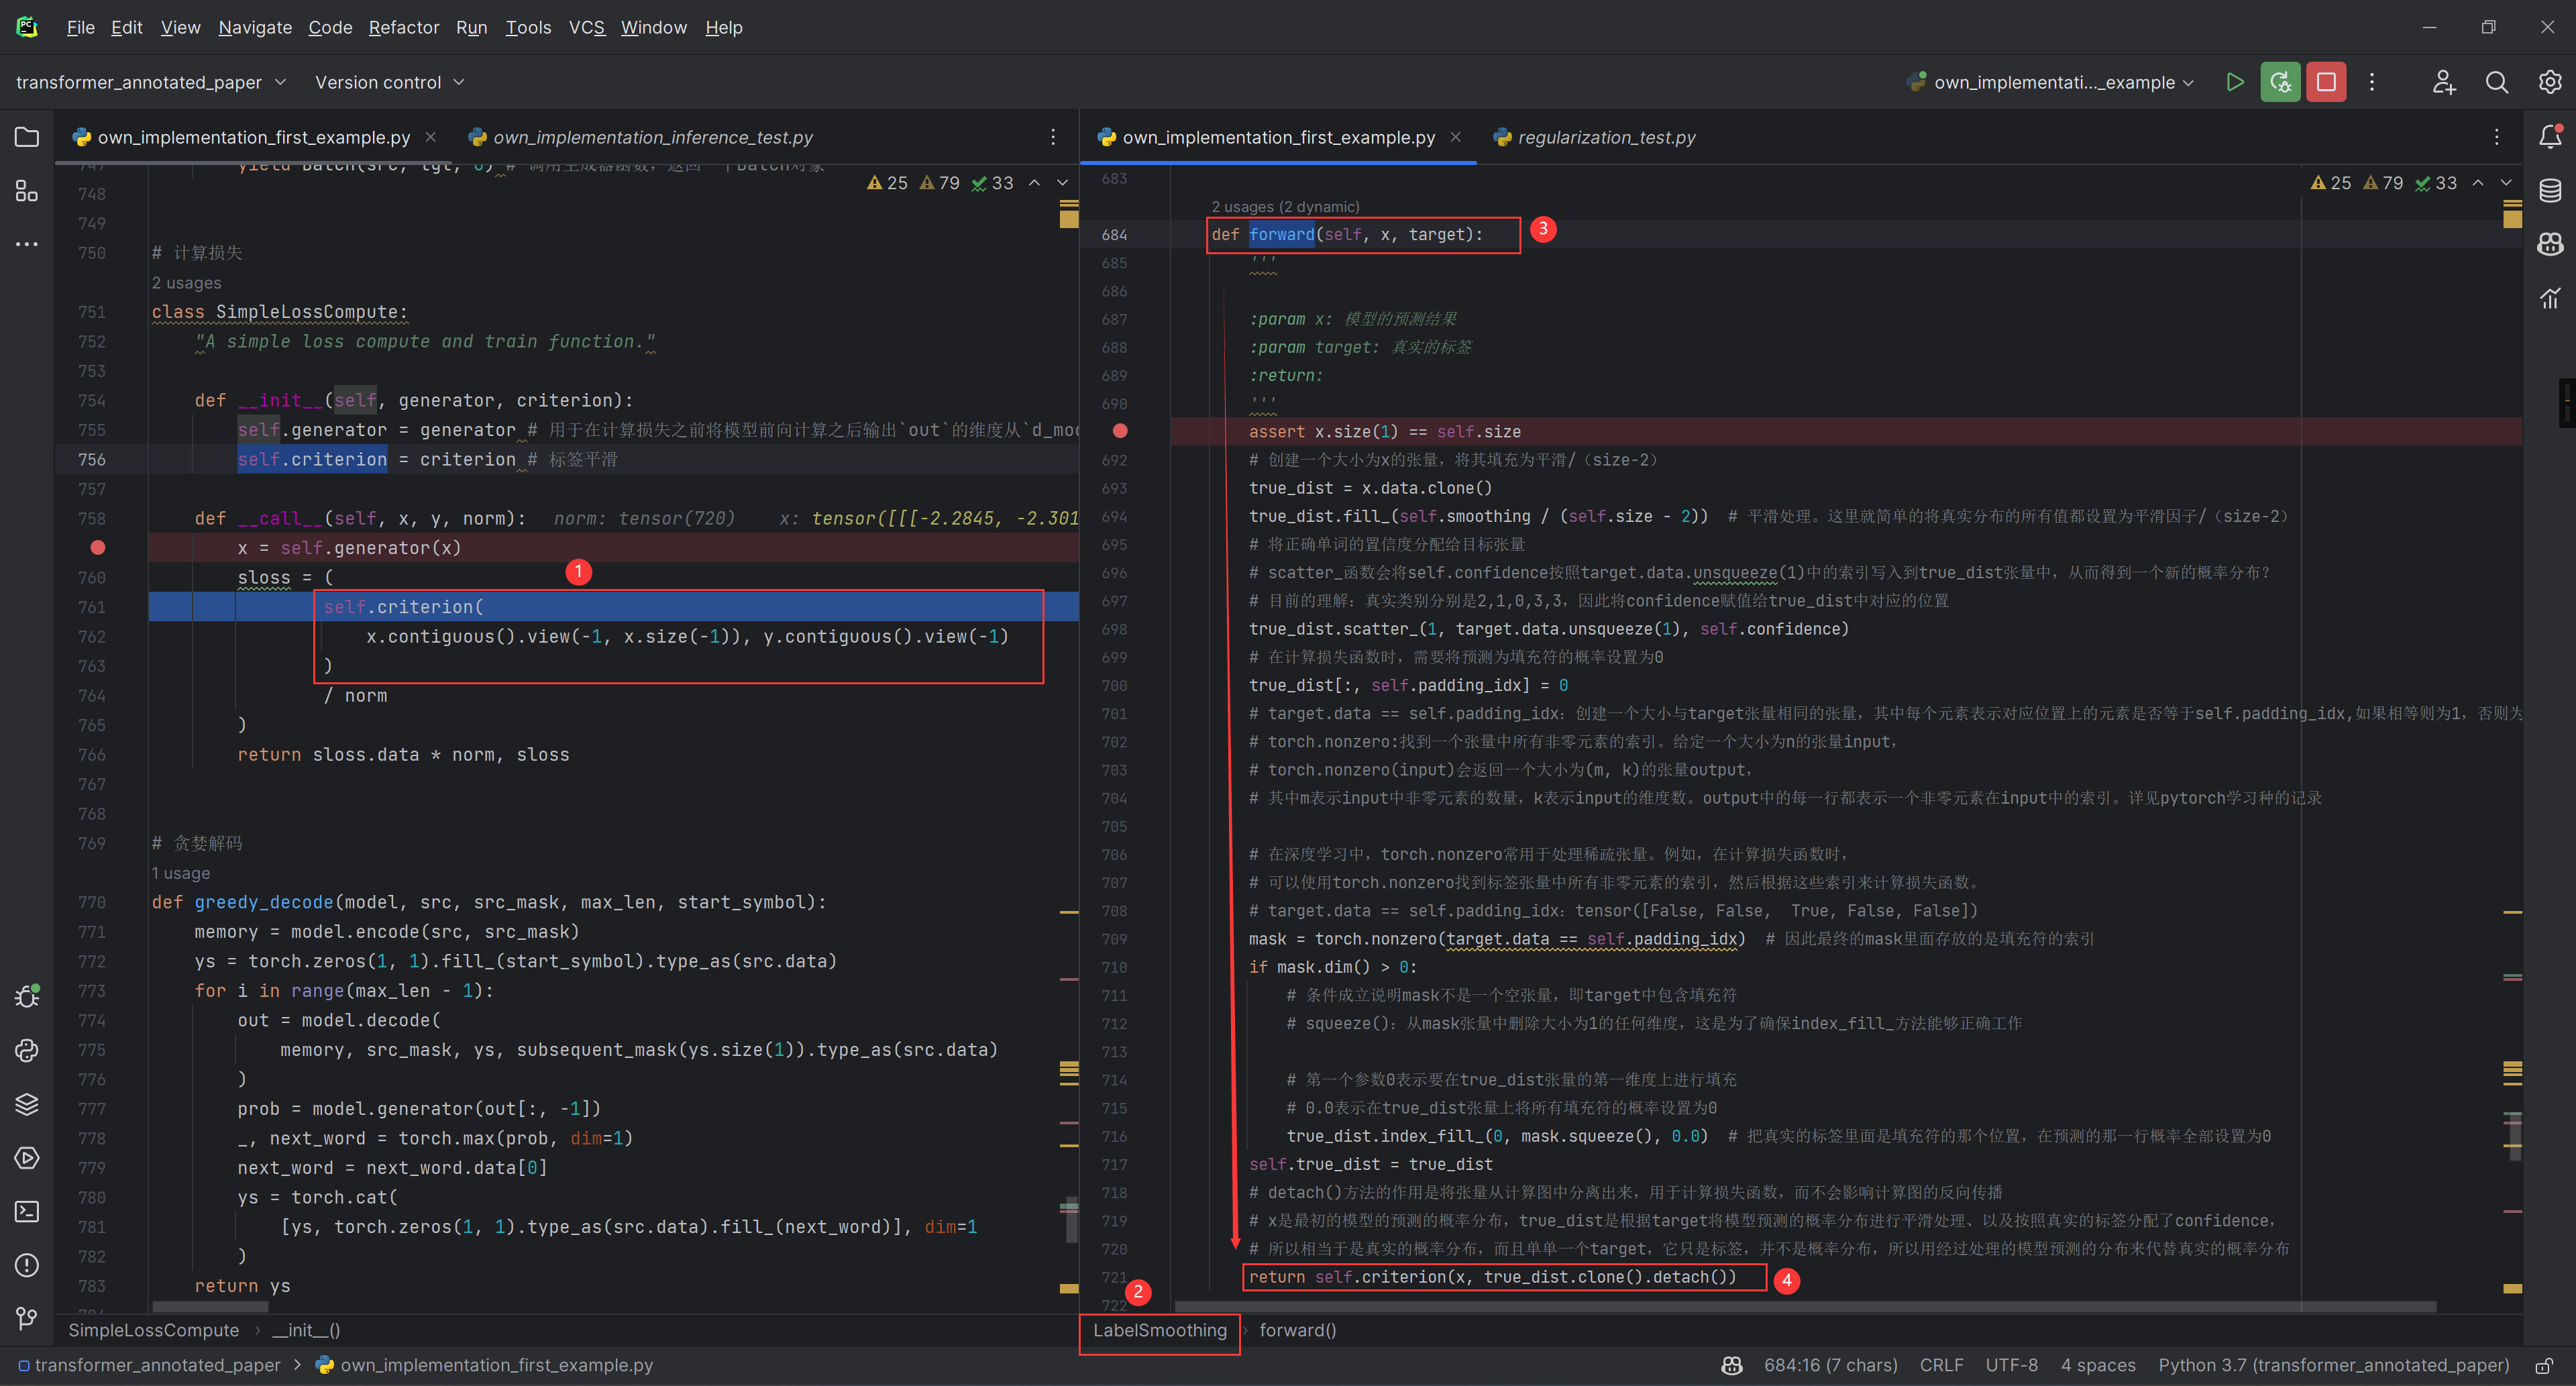 File Edit View Navigate Code Refactor Run Tools VCS Window Help
transformer_annotated_paper Version control own_implementati..._example
own_implementation_first_example.py own_implementation_inference_test.py
25 79 33
748
749
750 # 计算损失
2 usages
751 class SimpleLossCompute:
752 "A simple loss compute and train function."
753
754 def __init__(self, generator, criterion):
755 self.generator = generator # 用于在计算损失之前将模型前向计算之后输出`out`的维度从`d_moc
756 self.criterion = criterion # 标签平滑
757
758 def __call__(self, x, y, norm): norm: tensor(720) x: tensor([[[-2.2845, -2.301
x = self.generator(x)
760 sloss = (
1
761 self.criterion(
762 x.contiguous().view(-1, x.size(-1)), y.contiguous().view(-1)
763 )
764 / norm
765 )
766 return sloss.data * norm, sloss
767
768
769 # 贪婪解码
1 usage
770 def greedy_decode(model, src, src_mask, max_len, start_symbol):
771 memory = model.encode(src, src_mask)
772 ys = torch.zeros(1, 1).fill_(start_symbol).type_as(src.data)
773 for i in range(max_len - 1):
774 out = model.decode(
775 memory, src_mask, ys, subsequent_mask(ys.size(1)).type_as(src.data)
776 )
777 prob = model.generator(out[:, -1])
778 _, next_word = torch.max(prob, dim=1)
779 next_word = next_word.data[0]
780 ys = torch.cat(
781 [ys, torch.zeros(1, 1).type_as(src.data).fill_(next_word)], dim=1
782 )
783 return ys
SimpleLossCompute › __init__()
own_implementation_first_example.py regularization_test.py
25 79 33
683
2 usages (2 dynamic)
684 def forward(self, x, target):
3
685 '''
686
687 :param x: 模型的预测结果
688 :param target: 真实的标签
689 :return:
690 '''
assert x.size(1) == self.size
692 # 创建一个大小为x的张量，将其填充为平滑/（size-2）
693 true_dist = x.data.clone()
694 true_dist.fill_(self.smoothing / (self.size - 2)) # 平滑处理。这里就简单的将真实分布的所有值都设置为平滑因子/（size-2）
695 # 将正确单词的置信度分配给目标张量
696 # scatter_函数会将self.confidence按照target.data.unsqueeze(1)中的索引写入到true_dist张量中，从而得到一个新的概率分布？
697 # 目前的理解：真实类别分别是2,1,0,3,3，因此将confidence赋值给true_dist中对应的位置
698 true_dist.scatter_(1, target.data.unsqueeze(1), self.confidence)
699 # 在计算损失函数时，需要将预测为填充符的概率设置为0
700 true_dist[:, self.padding_idx] = 0
701 # target.data == self.padding_idx：创建一个大小与target张量相同的张量，其中每个元素表示对应位置上的元素是否等于self.padding_idx,如果相等则为1，否则为
702 # torch.nonzero:找到一个张量中所有非零元素的索引。给定一个大小为n的张量input，
703 # torch.nonzero(input)会返回一个大小为(m, k)的张量output，
704 # 其中m表示input中非零元素的数量，k表示input的维度数。output中的每一行都表示一个非零元素在input中的索引。详见pytorch学习种的记录
705
706 # 在深度学习中，torch.nonzero常用于处理稀疏张量。例如，在计算损失函数时，
707 # 可以使用torch.nonzero找到标签张量中所有非零元素的索引，然后根据这些索引来计算损失函数。
708 # target.data == self.padding_idx：tensor([False, False, True, False, False])
709 mask = torch.nonzero(target.data == self.padding_idx) # 因此最终的mask里面存放的是填充符的索引
710 if mask.dim() > 0:
711 # 条件成立说明mask不是一个空张量，即target中包含填充符
712 # squeeze()：从mask张量中删除大小为1的任何维度，这是为了确保index_fill_方法能够正确工作
713
714 # 第一个参数0表示要在true_dist张量的第一维度上进行填充
715 # 0.0表示在true_dist张量上将所有填充符的概率设置为0
716 true_dist.index_fill_(0, mask.squeeze(), 0.0) # 把真实的标签里面是填充符的那个位置，在预测的那一行概率全部设置为0
717 self.true_dist = true_dist
718 # detach()方法的作用是将张量从计算图中分离出来，用于计算损失函数，而不会影响计算图的反向传播
719 # x是最初的模型的预测的概率分布，true_dist是根据target将模型预测的概率分布进行平滑处理、以及按照真实的标签分配了confidence，
720 # 所以相当于是真实的概率分布，而且单单一个target，它只是标签，并不是概率分布，所以用经过处理的模型预测的分布来代替真实的概率分布
721 return self.criterion(x, true_dist.clone().detach())
4
2
722
LabelSmoothing › forward()
transformer_annotated_paper > own_implementation_first_example.py 684:16 (7 chars) CRLF UTF-8 4 spaces Python 3.7 (transformer_annotated_paper)